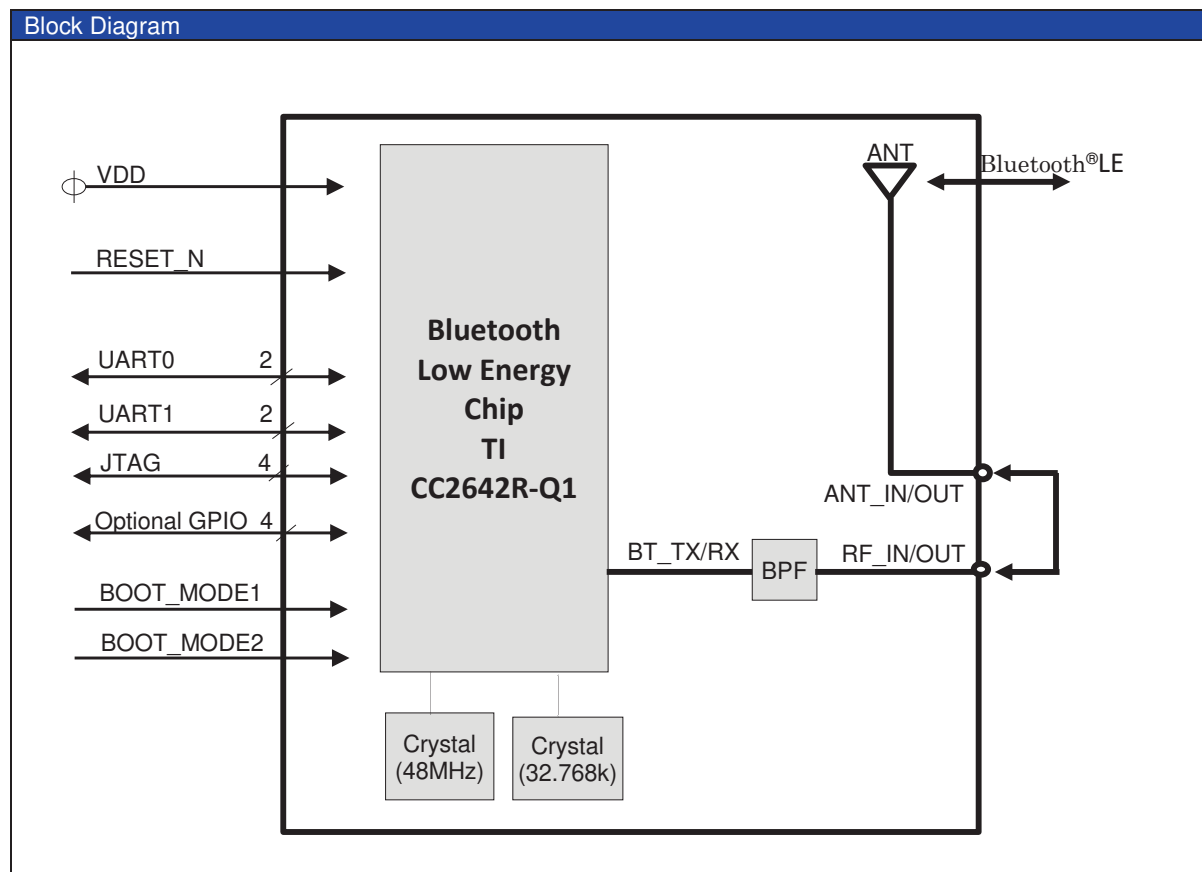 Block Diagram
VDD
RESET_N
UART0 2
UART1 2
JTAG 4
Optional GPIO 4
BOOT_MODE1
BOOT_MODE2
Bluetooth
Low Energy
Chip
TI
CC2642R-Q1
Crystal
(48MHz)
Crystal
(32.768k)
ANT
Bluetooth®LE
ANT_IN/OUT
BT_TX/RX
BPF
RF_IN/OUT